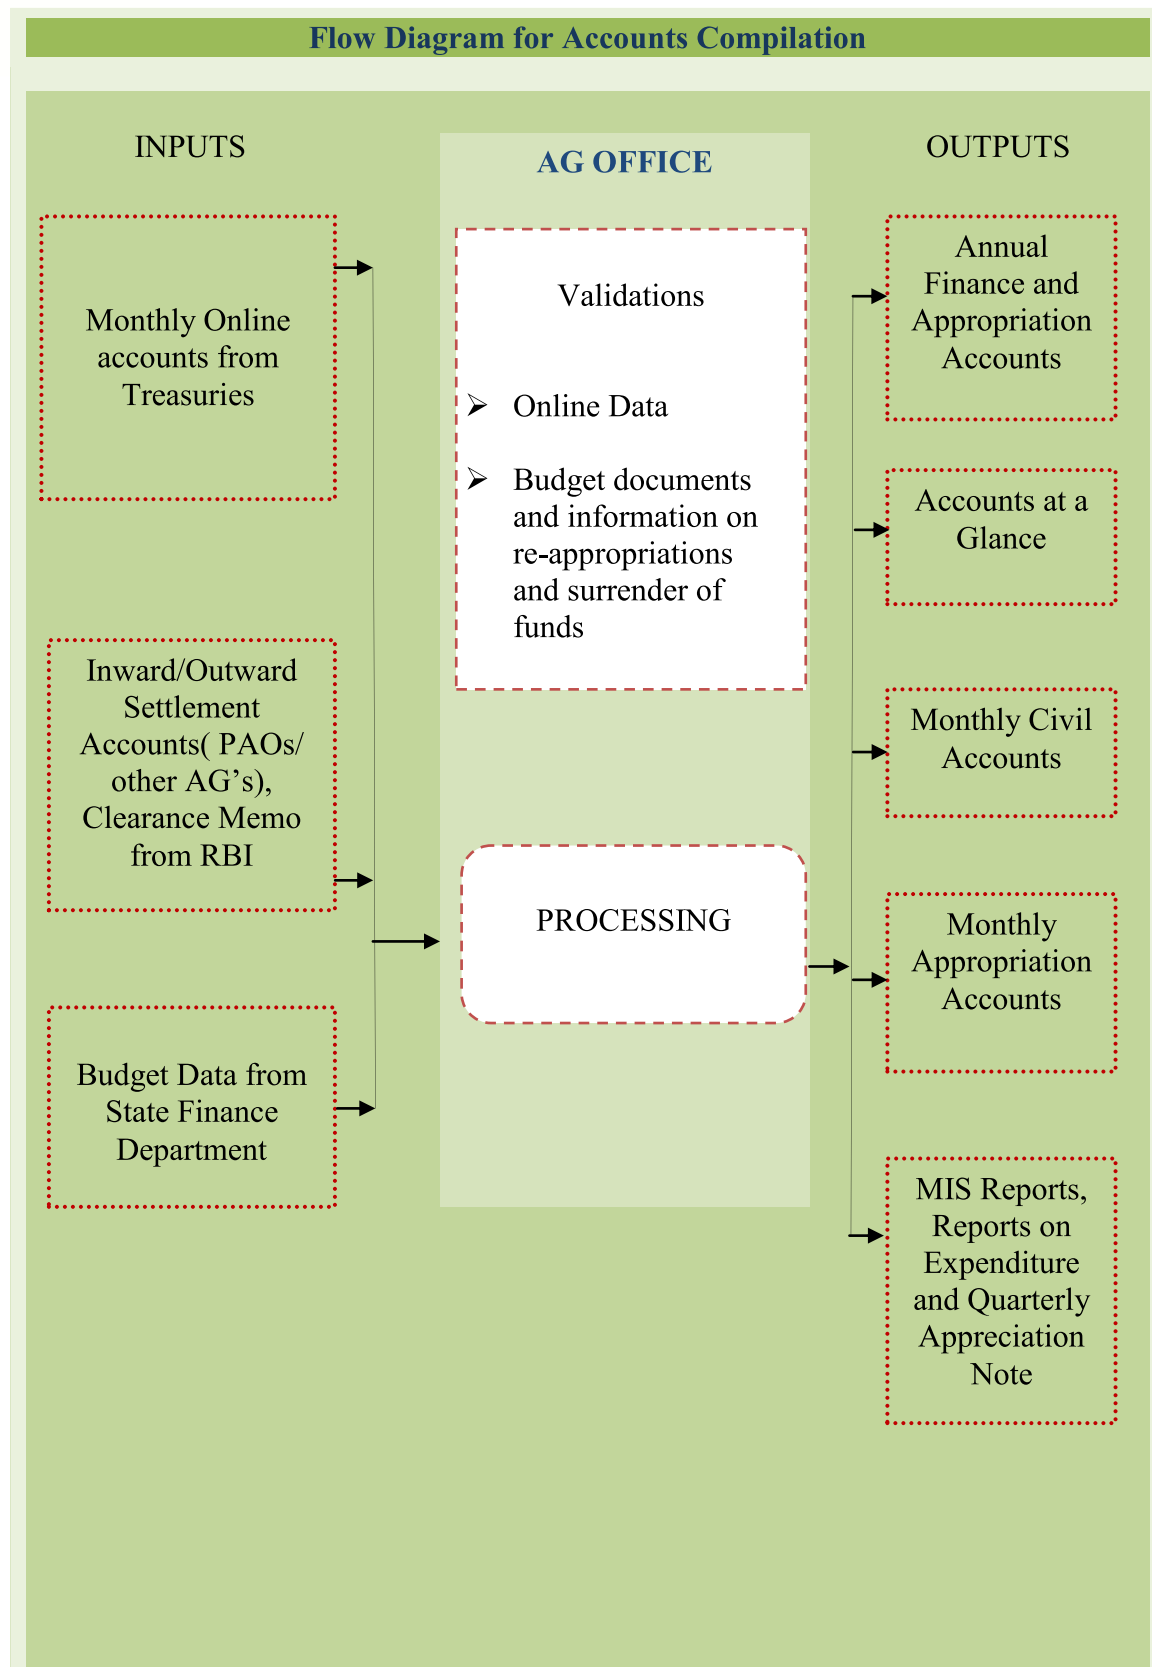 Flow Diagram for Accounts Compilation
INPUTS
Monthly Online
accounts from
Treasuries
Inward/Outward
Settlement
Accounts( PAOs/
other AG’s),
Clearance Memo
from RBI
Budget Data from
State Finance
Department
AG OFFICE
Validations
➢ Online Data
➢ Budget documents
and information on
re-appropriations
and surrender of
funds
PROCESSING
OUTPUTS
Annual
Finance and
Appropriation
Accounts
Accounts at a
Glance
Monthly Civil
Accounts
Monthly
Appropriation
Accounts
MIS Reports,
Reports on
Expenditure
and Quarterly
Appreciation
Note